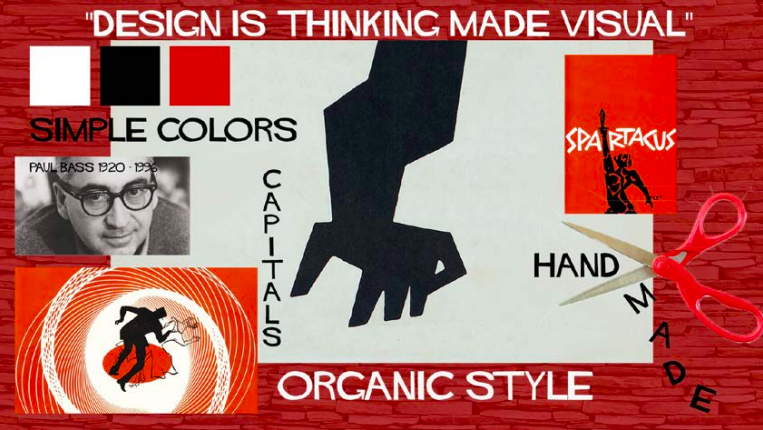 "DESIGN IS THINKING MADE VISUAL"
SIMPLE COLORS
PAUL BASS 1920 - 1996
CAPITALS
SPARTACUS
HAND
MADE
ORGANIC STYLE